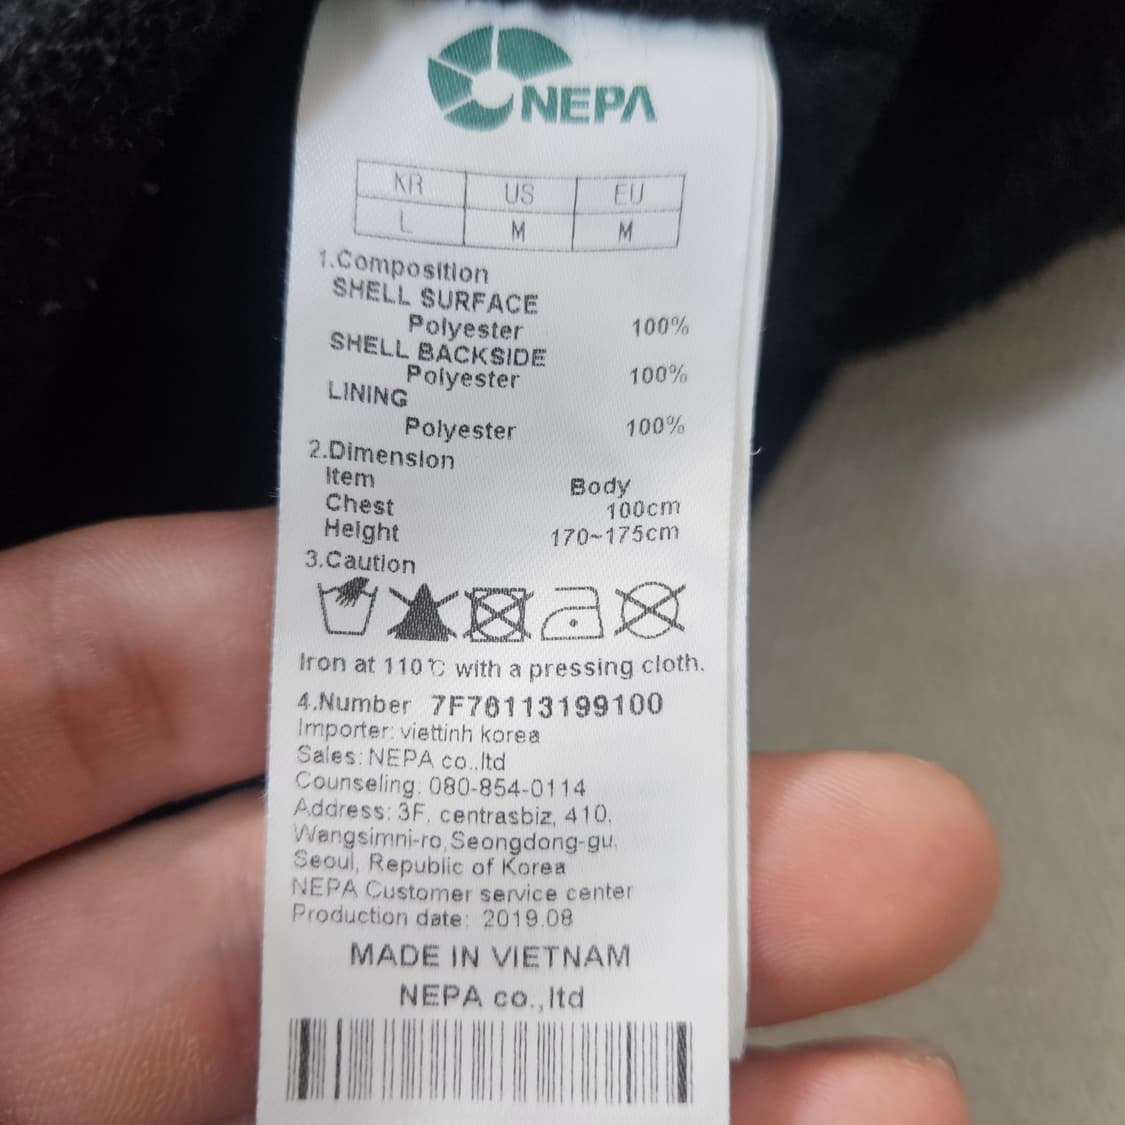 NEPA
KR US EU
L M M
1.Composition
SHELL SURFACE
Polyester 100%
SHELL BACKSIDE
Polyester 100%
LINING
Polyester 100%
2.Dimension
Item Body
Chest 100cm
Height 170~175cm
3.Caution
Iron at 110℃ with a pressing cloth.
4.Number 7F76113199100
Importer: viettinh korea
Sales: NEPA co.,ltd
Counseling: 080-854-0114
Address: 3F, centrasbiz, 410,
Wangsimni-ro,Seongdong-gu,
Seoul, Republic of Korea
NEPA Customer service center
Production date: 2019.08
MADE IN VIETNAM
NEPA co.,ltd